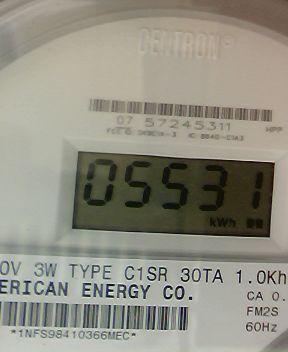 CENTRON®
07 57245311 HPP
05531
kWh
0V 3W TYPE C1SR 30TA 1.0Kh
ERICAN ENERGY CO. CA 0.
FM2S
60Hz
*1NFS98410366MEC*